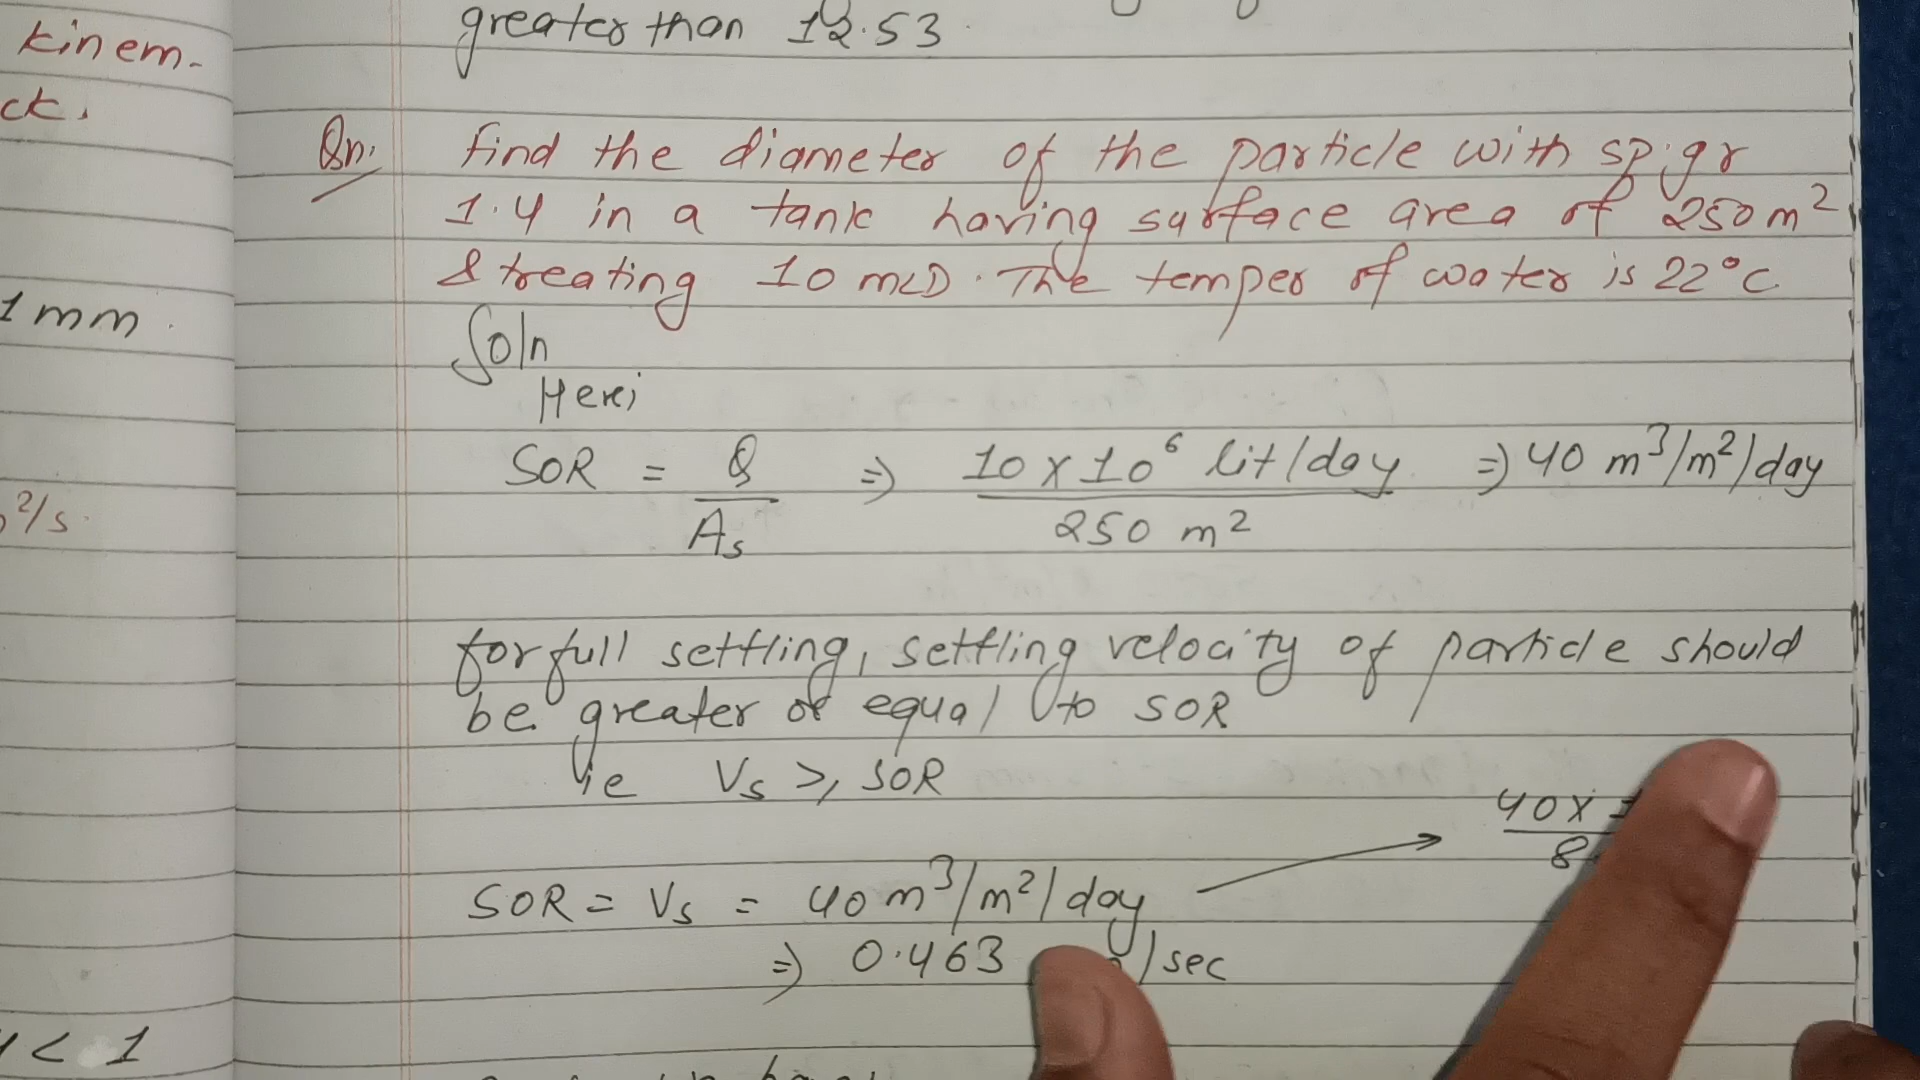 kinem-
ck.
1 mm.
²/s
< 1
greater than 12.53
Qn. Find the diameter of the particle with sp.gr
1.4 in a tank having surface area of 250 m²
& treating 10 MLD. The temper of water is 22°c.
Soln
Here;
SOR = Q / As ⇒ 10 x 10⁶ lit/day / 250 m² ⇒ 40 m³/m²/day
for full settling, settling velocity of particle should
be greater or equal to SOR
ie Vs ≥ SOR
40 x
8
SOR = Vs = 40 m³/m²/day
⇒ 0.463 /sec